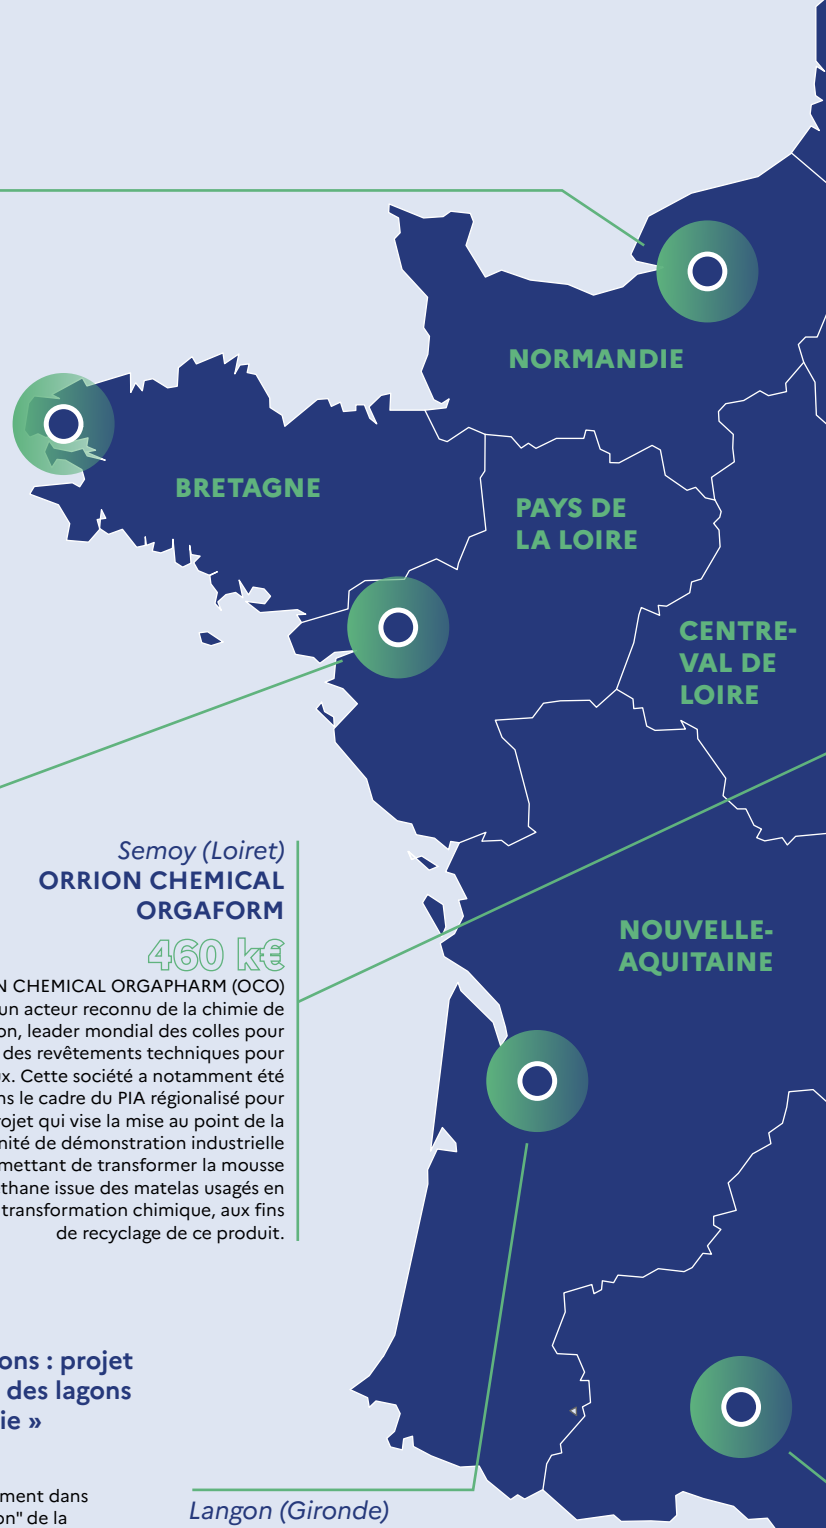 NORMANDIE
BRETAGNE
PAYS DE
LA LOIRE
CENTRE-
VAL DE
LOIRE
Semoy (Loiret)
ORRION CHEMICAL
ORGAFORM
460 k€
N CHEMICAL ORGAPHARM (OCO)
un acteur reconnu de la chimie de
on, leader mondial des colles pour
des revêtements techniques pour
x. Cette société a notamment été
ns le cadre du PIA régionalisé pour
rojet qui vise la mise au point de la
nité de démonstration industrielle
mettant de transformer la mousse
thane issue des matelas usagés en
transformation chimique, aux fins
de recyclage de ce produit.
NOUVELLE-
AQUITAINE
ons : projet
des lagons
ie »
ment dans
on" de la
Langon (Gironde)